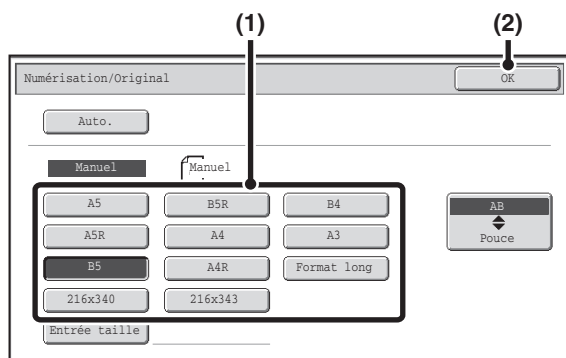 (1) (2)
Numérisation/Original OK
Auto.
Manuel Manuel
A5 B5R B4
A5R A4 A3
B5 A4R Format long
216x340 216x343
Entrée taille
AB
Pouce